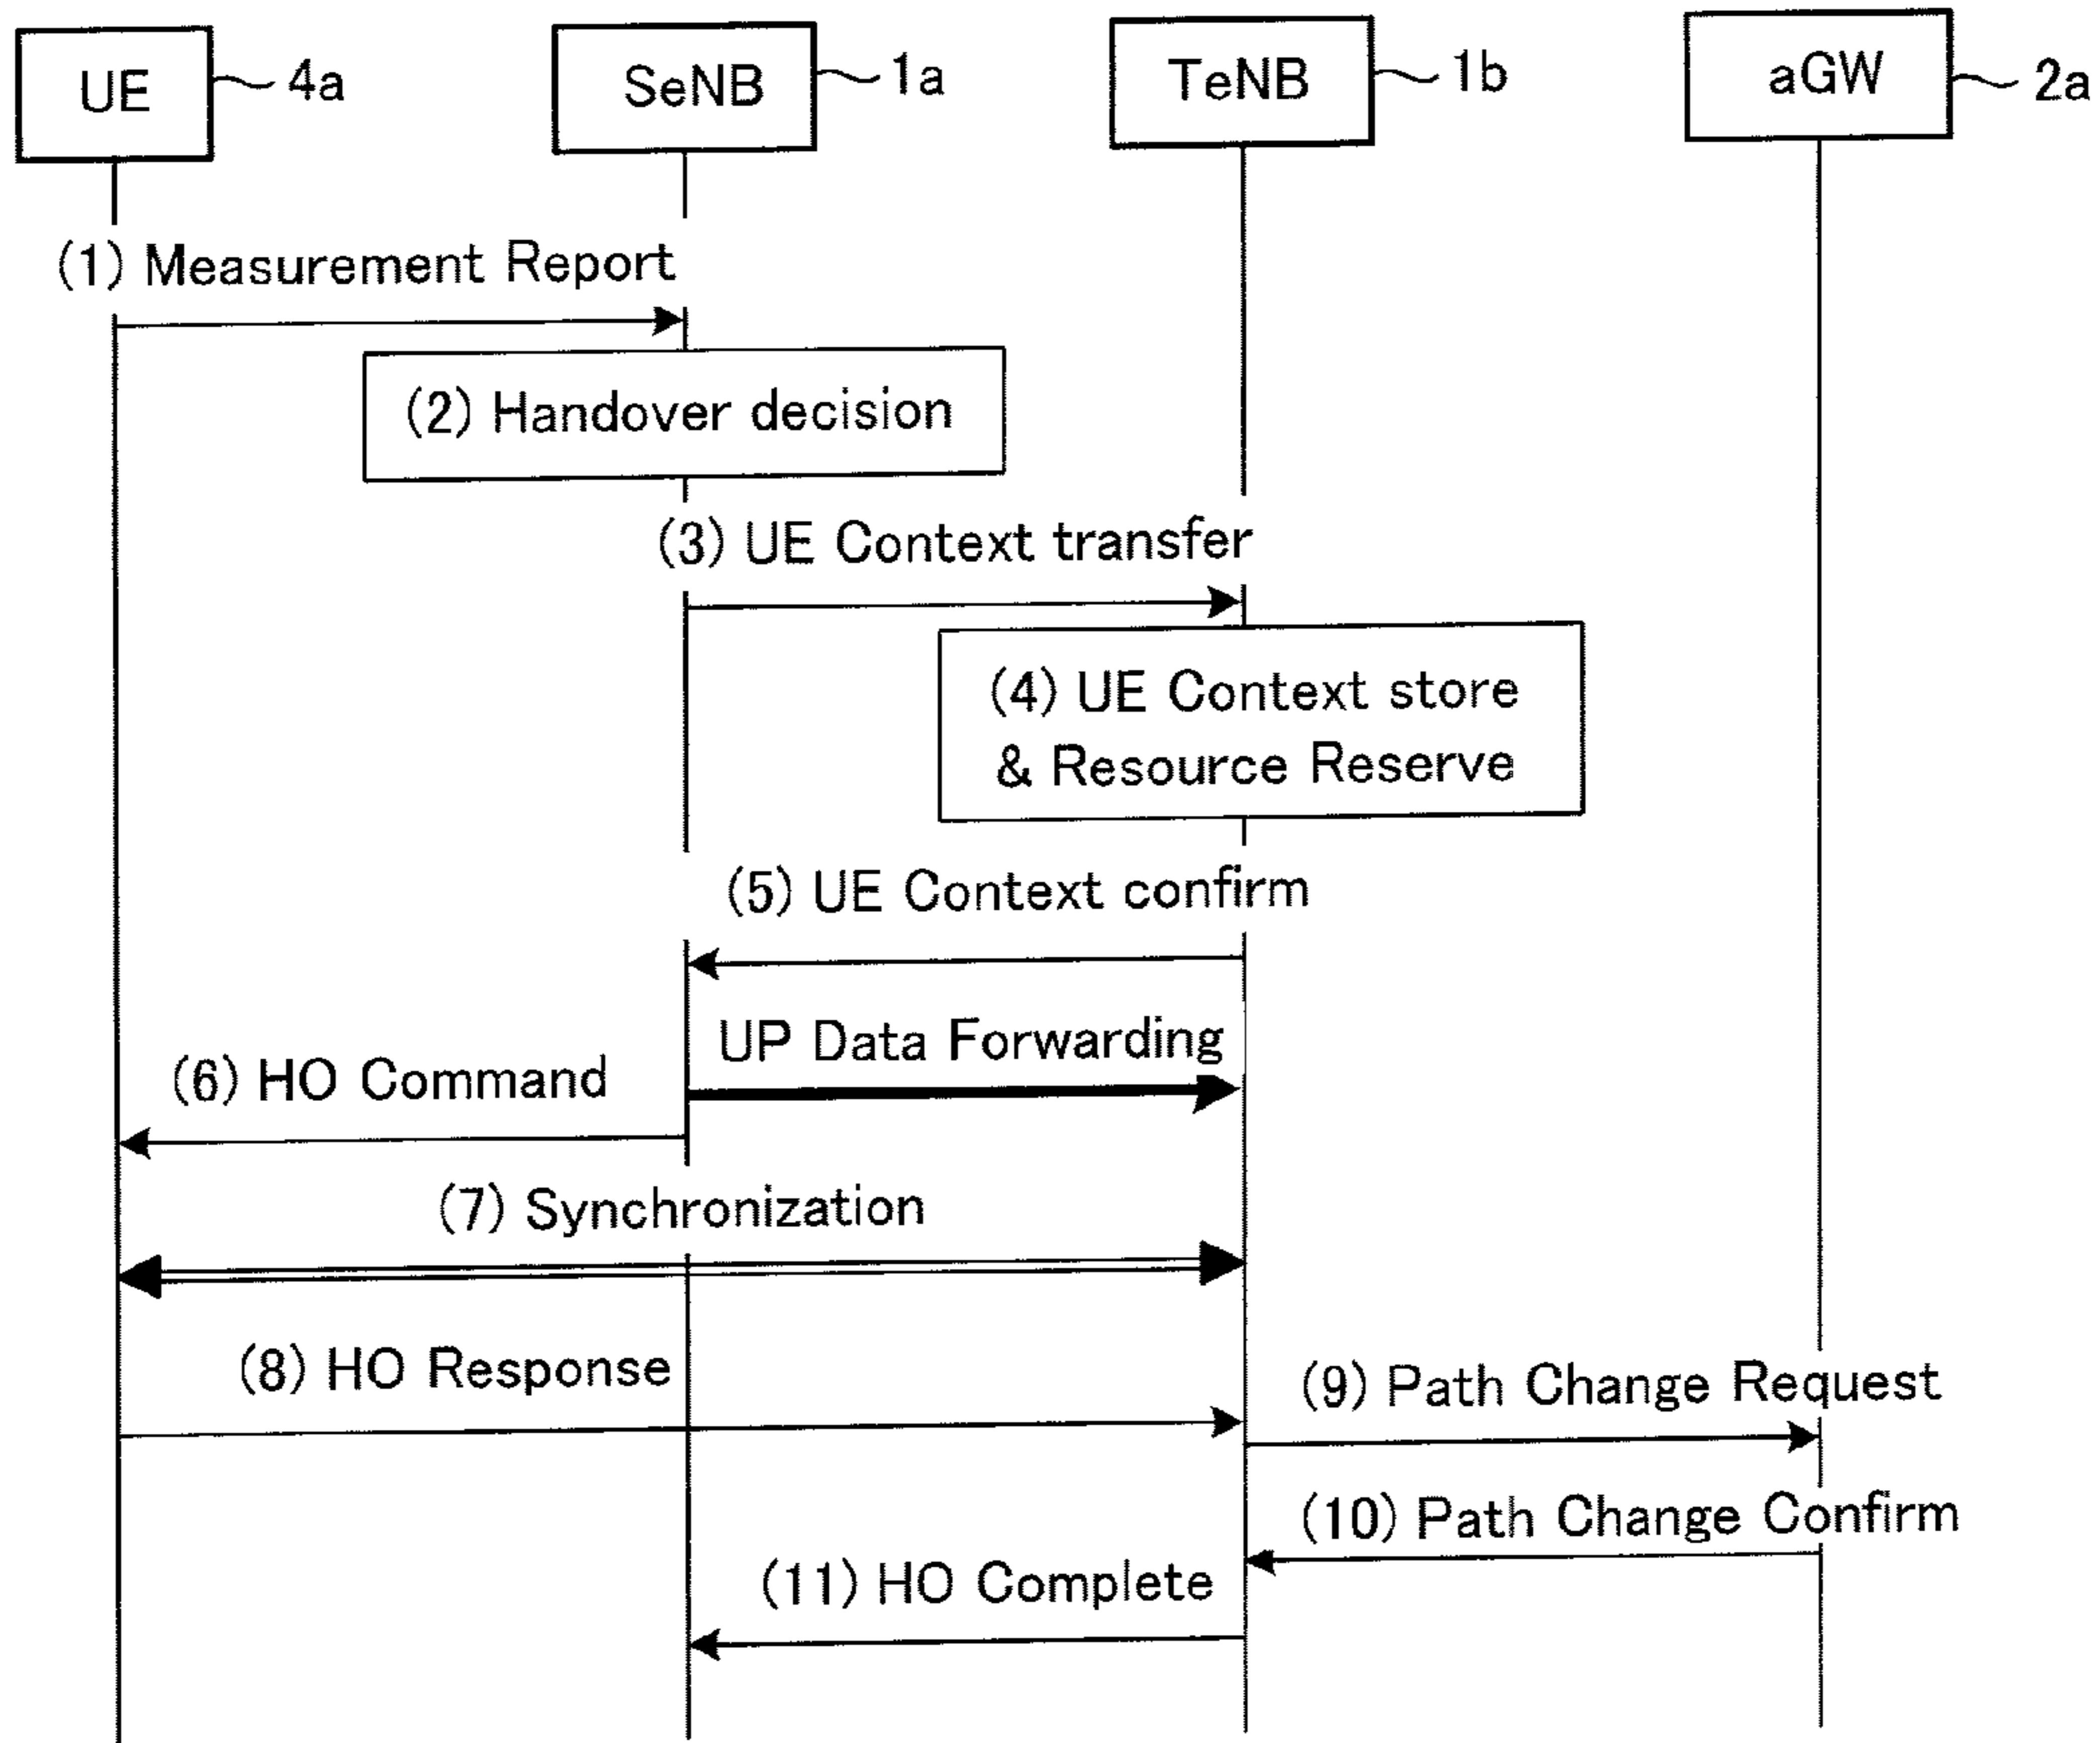 UE
4a
SeNB
1a
TeNB
1b
aGW
2a
(1) Measurement Report
(2) Handover decision
(3) UE Context transfer
(4) UE Context store
& Resource Reserve
(5) UE Context confirm
UP Data Forwarding
(6) HO Command
(7) Synchronization
(8) HO Response
(9) Path Change Request
(10) Path Change Confirm
(11) HO Complete